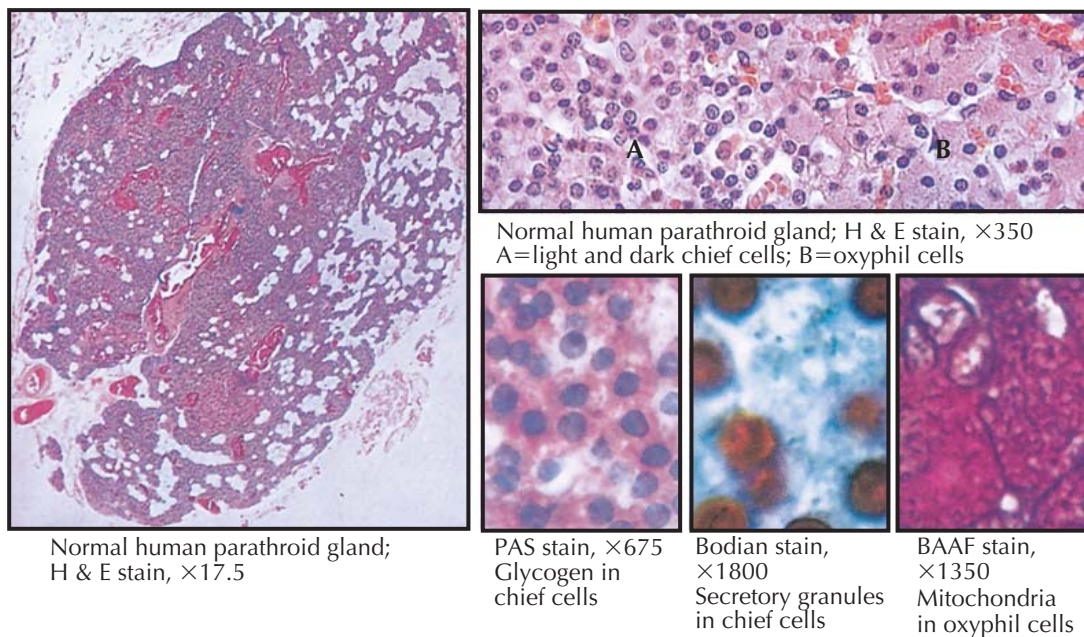 A
B
Normal human parathroid gland; H & E stain, ×350
A=light and dark chief cells; B=oxyphil cells
Normal human parathroid gland;
H & E stain, ×17.5
PAS stain, ×675
Glycogen in
chief cells
Bodian stain,
×1800
Secretory granules
in chief cells
BAAF stain,
×1350
Mitochondria
in oxyphil cells